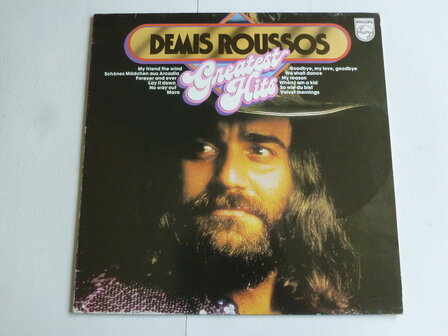 PHILIPS
DEMIS ROUSSOS
Greatest
Hits
My friend the wind
Schönes Mädchen aus Arcadia
Forever and ever
Lay it down
No way out
Mara
Goodbye, my love, goodbye
We shall dance
My reason
When I am a kid
So wie du bist
Velvet mornings